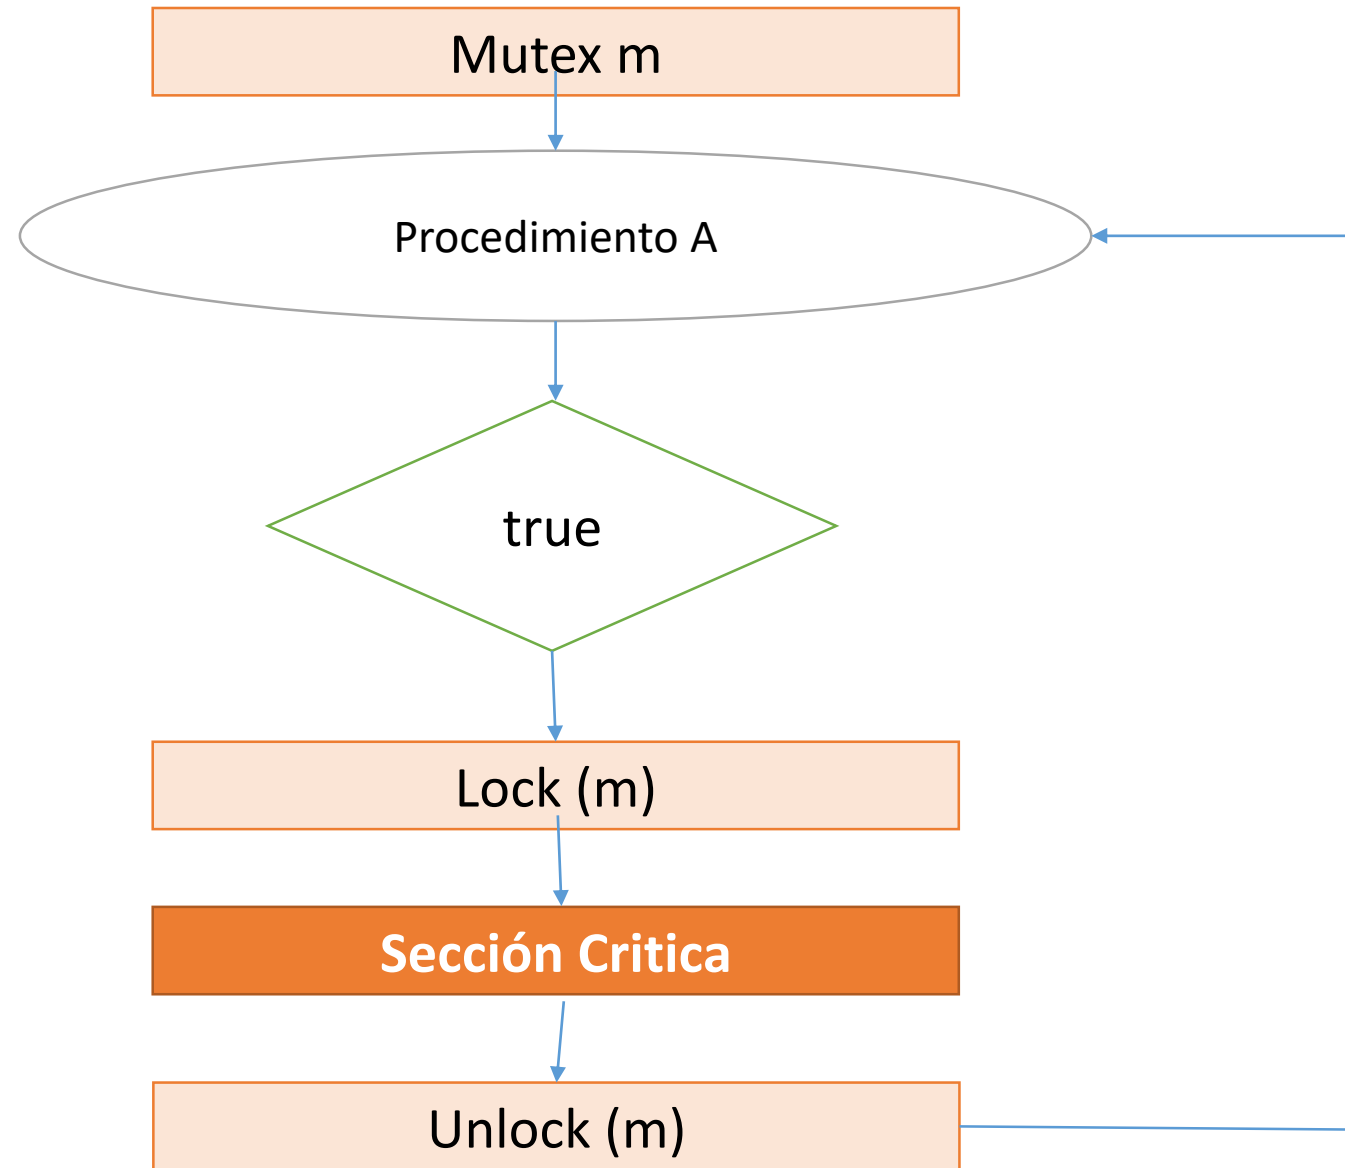 Mutex m
Procedimiento A
true
Lock (m)
Sección Critica
Unlock (m)